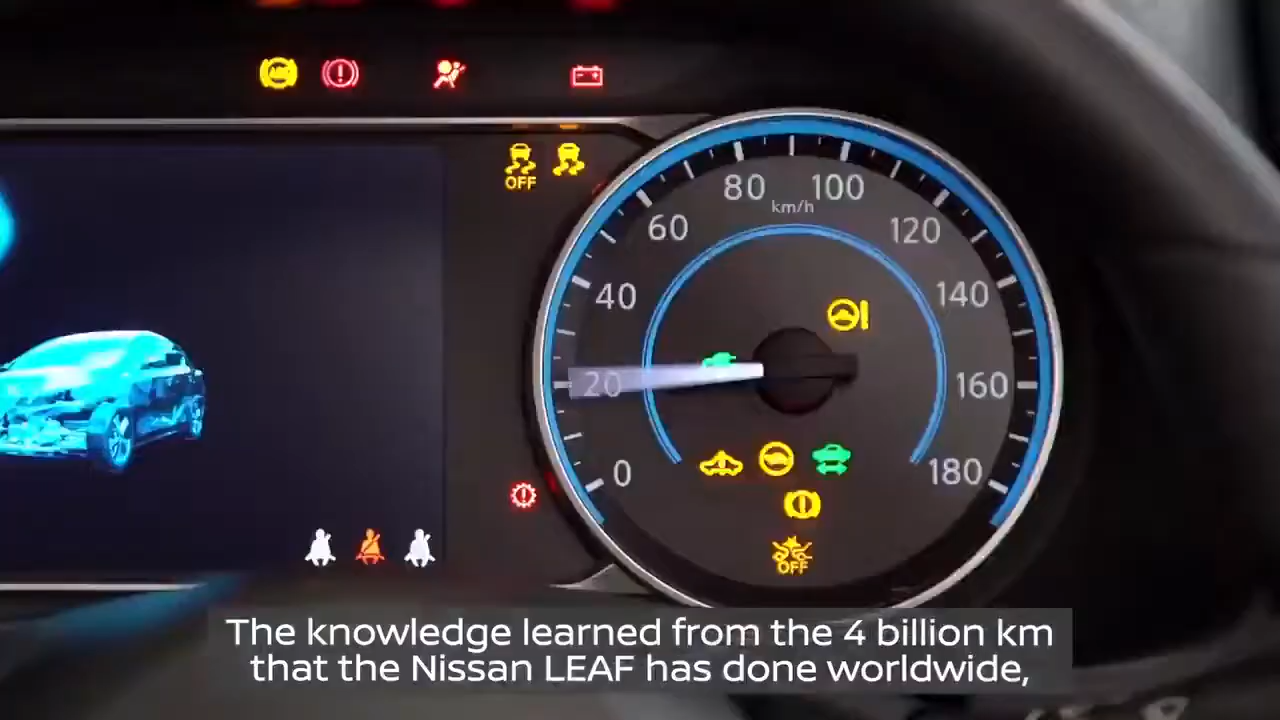 ABS
OFF
80 100
km/h
60 120
40 140
20 160
0 180
OFF
The knowledge learned from the 4 billion km
that the Nissan LEAF has done worldwide,